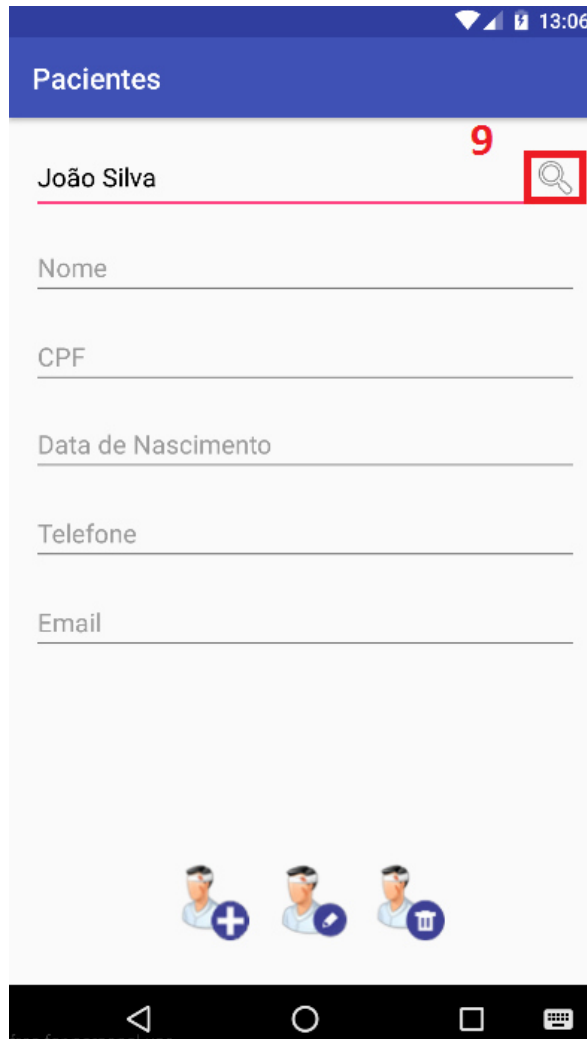 13:06
Pacientes
9
João Silva
Nome
CPF
Data de Nascimento
Telefone
Email